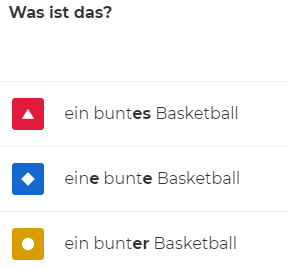 Was ist das?
ein buntes Basketball
eine bunte Basketball
ein bunter Basketball